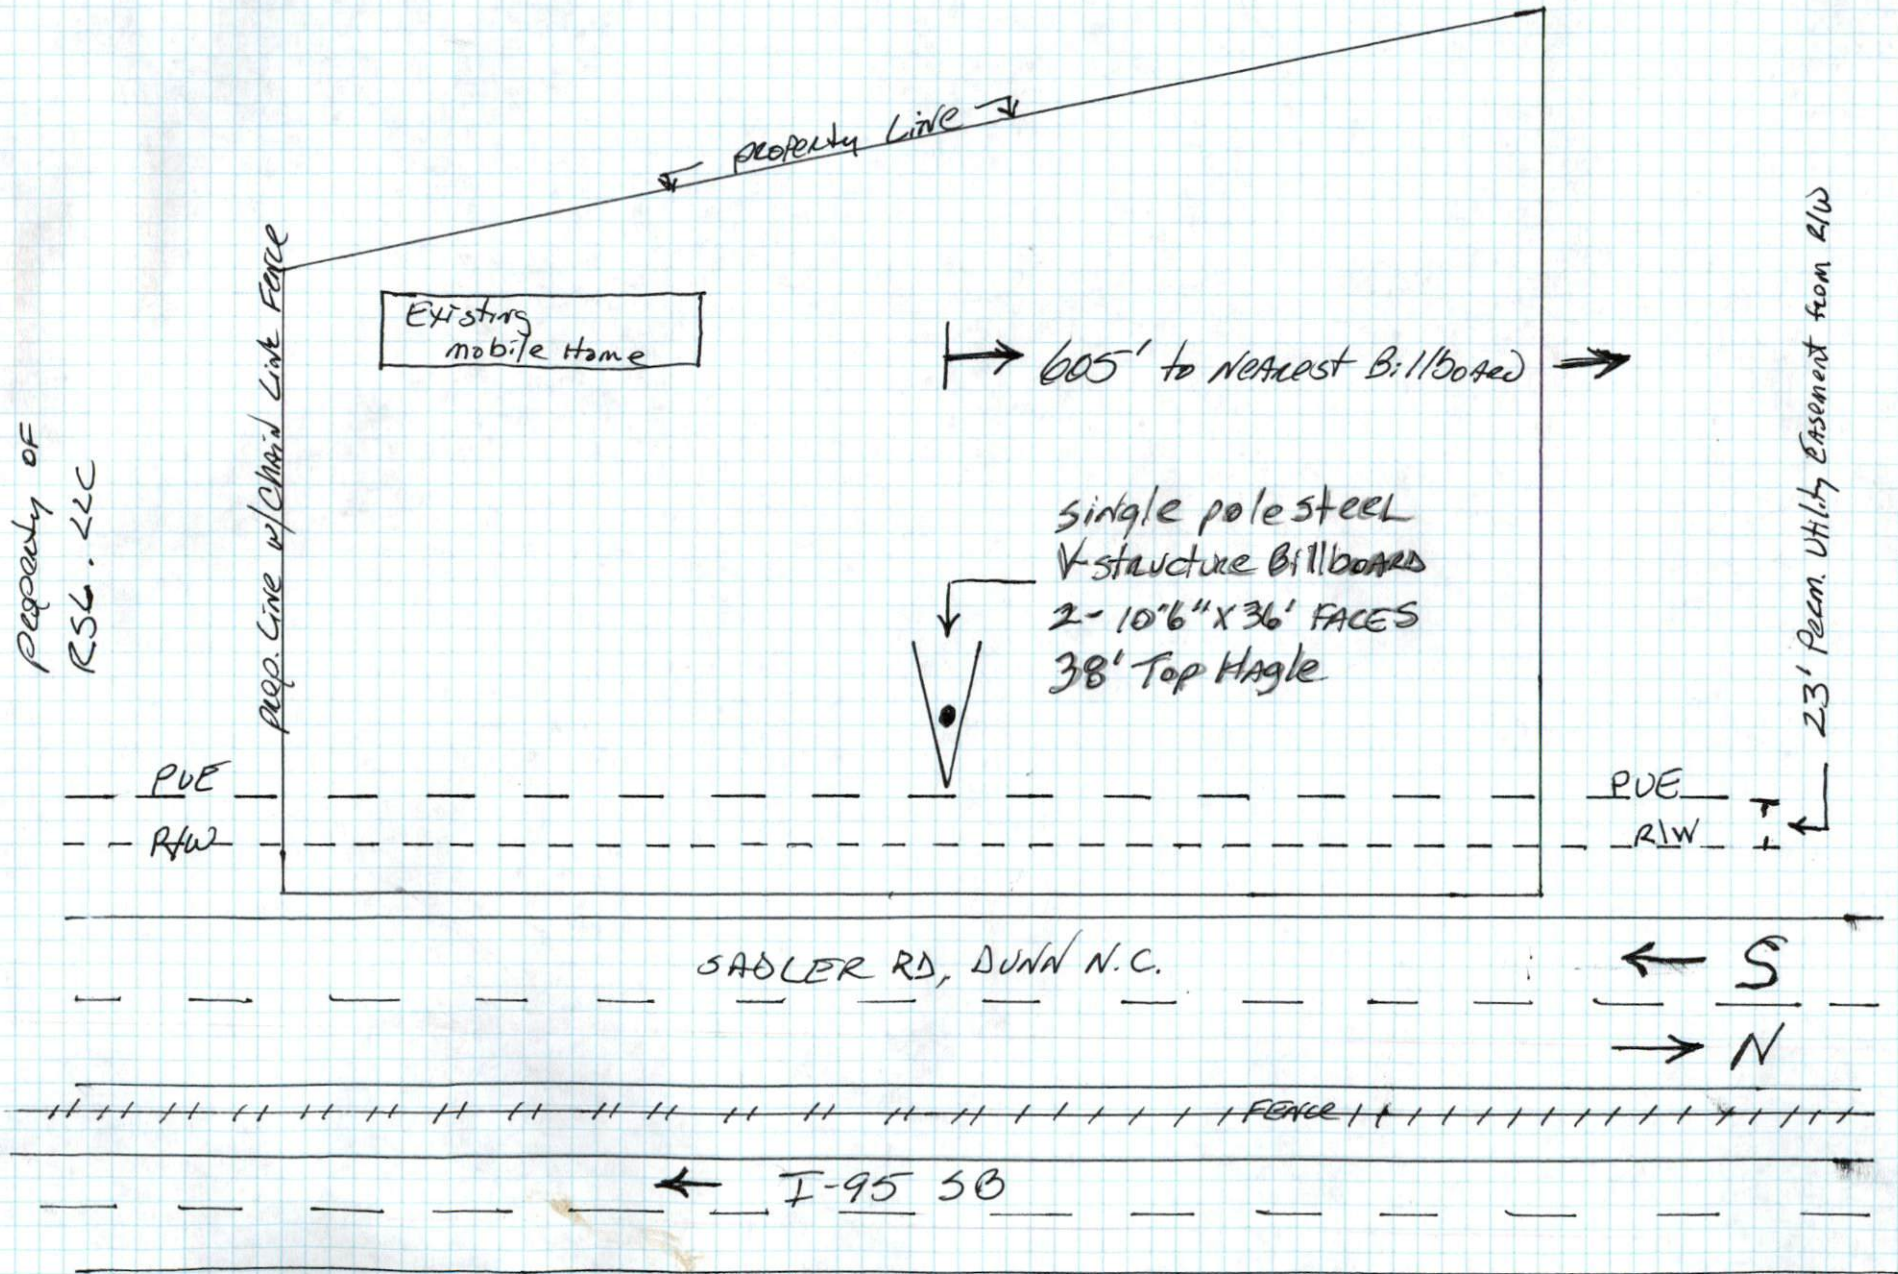 property Line
Existing
mobile Home
605' to Nearest Billboard
prop. Line w/Chain Link Fence
property of
RSL. LLC
23' Perm. Utility Easement from R/W
single pole steel
V-structure Billboard
2- 10'6" X 36' FACES
38' Top Hagle
PUE
PUE
R/W
R/W
SADLER RD, DUNN N.C.
S
N
FENCE
I-95 SB